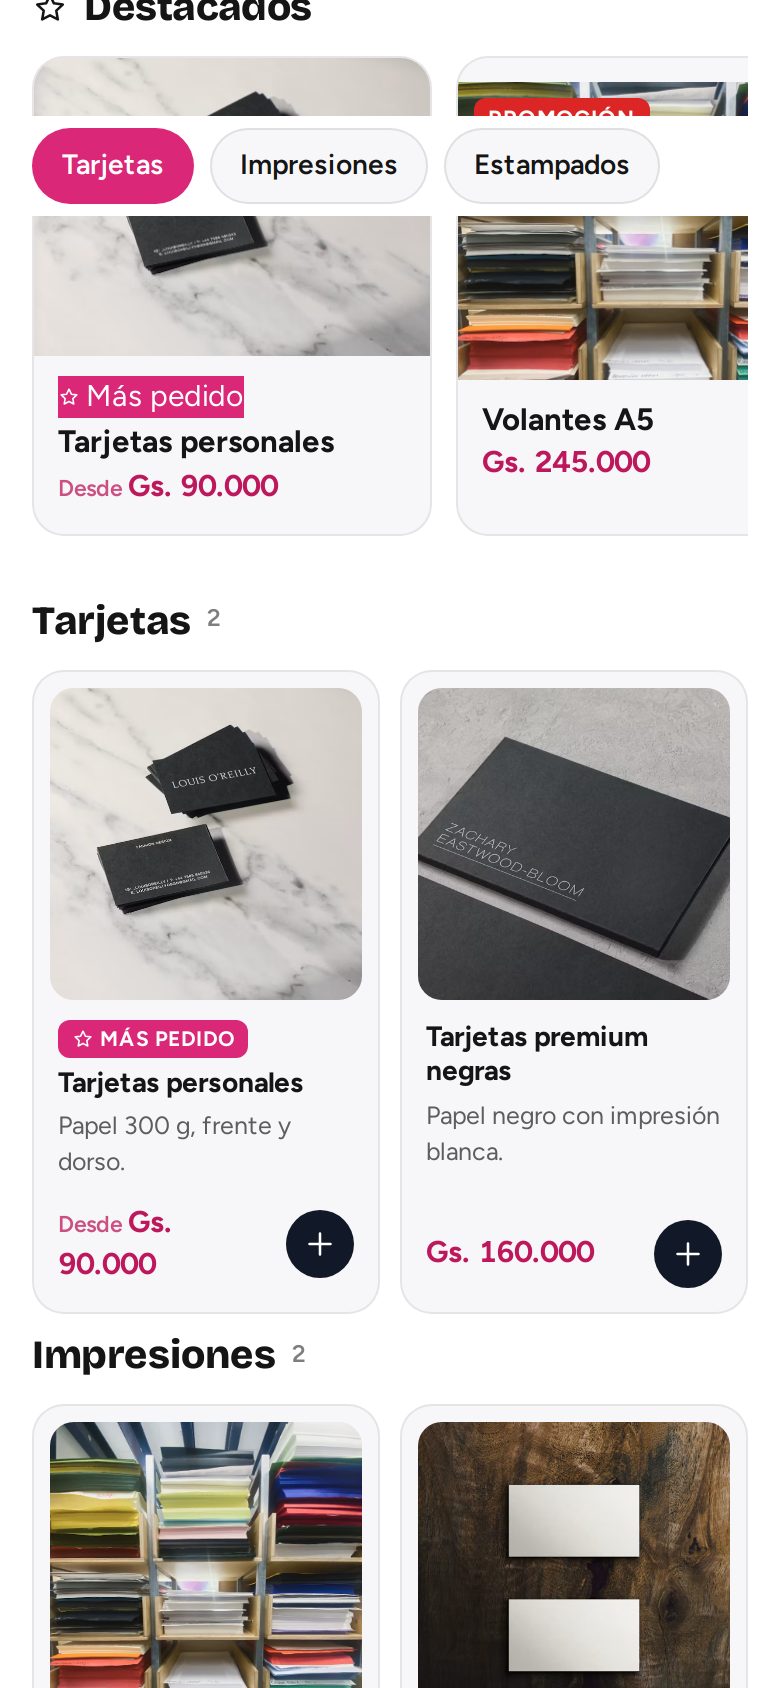 Destacados
PROMOCIÓN
Tarjetas
Impresiones
Estampados
Más pedido
Tarjetas personales
Desde Gs. 90.000
Volantes A5
Gs. 245.000
Tarjetas 2
LOUIS O'REILLY
ZACHARY
EASTWOOD-BLOOM
MÁS PEDIDO
Tarjetas personales
Papel 300 g, frente y
dorso.
Desde Gs.
90.000
Tarjetas premium
negras
Papel negro con impresión
blanca.
Gs. 160.000
Impresiones 2